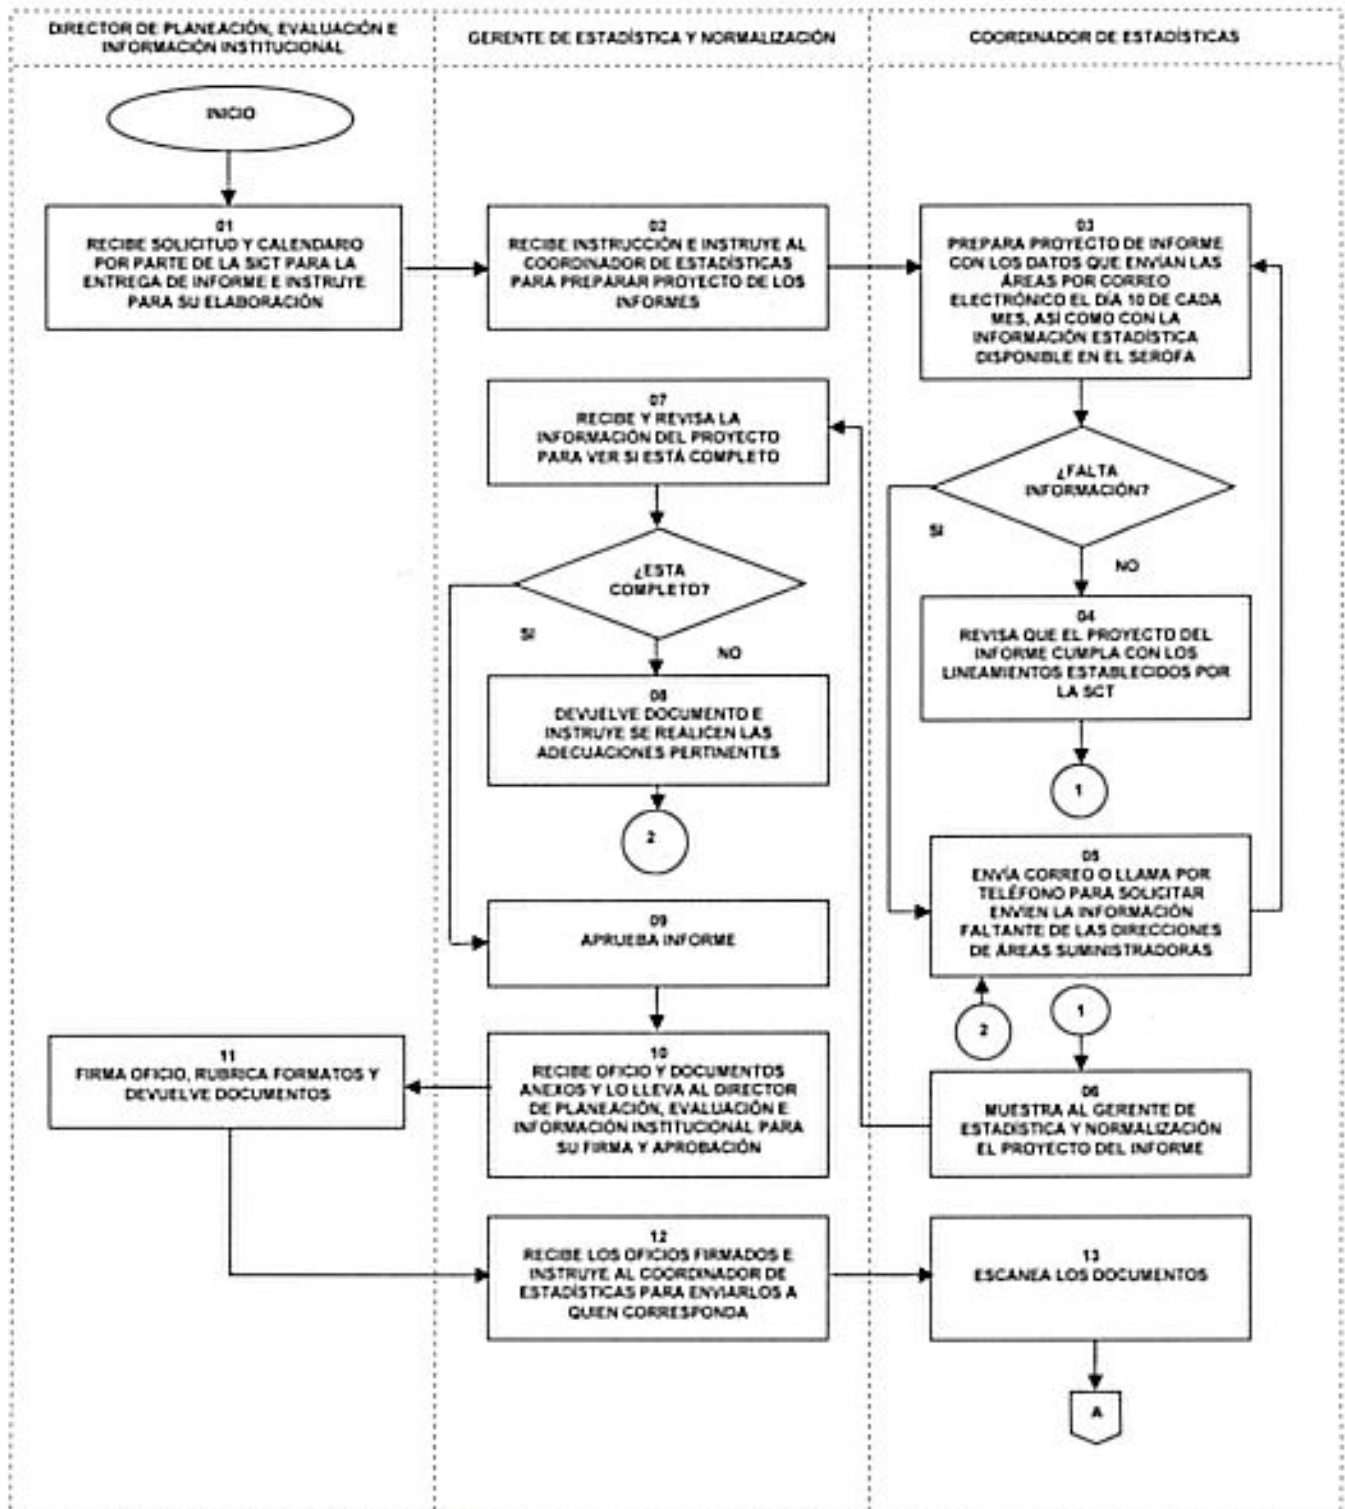 DIRECTOR DE PLANEACIÓN, EVALUACIÓN E
INFORMACIÓN INSTITUCIONAL
GERENTE DE ESTADÍSTICA Y NORMALIZACIÓN
COORDINADOR DE ESTADÍSTICAS
INICIO
01
RECIBE SOLICITUD Y CALENDARIO
POR PARTE DE LA SICT PARA LA
ENTREGA DE INFORME E INSTRUYE
PARA SU ELABORACIÓN
02
RECIBE INSTRUCCIÓN E INSTRUYE AL
COORDINADOR DE ESTADÍSTICAS
PARA PREPARAR PROYECTO DE LOS
INFORMES
03
PREPARA PROYECTO DE INFORME
CON LOS DATOS QUE ENVÍAN LAS
ÁREAS POR CORREO
ELECTRÓNICO EL DÍA 10 DE CADA
MES, ASÍ COMO CON LA
INFORMACIÓN ESTADÍSTICA
DISPONIBLE EN EL SEROFA
07
RECIBE Y REVISA LA
INFORMACIÓN DEL PROYECTO
PARA VER SI ESTÁ COMPLETO
¿FALTA
INFORMACIÓN?
SI
NO
¿ESTA
COMPLETO?
SI
NO
04
REVISA QUE EL PROYECTO DEL
INFORME CUMPLA CON LOS
LINEAMIENTOS ESTABLECIDOS POR
LA SCT
1
08
DEVUELVE DOCUMENTO E
INSTRUYE SE REALICEN LAS
ADECUACIONES PERTINENTES
2
05
ENVÍA CORREO O LLAMA POR
TELÉFONO PARA SOLICITAR
ENVIEN LA INFORMACIÓN
FALTANTE DE LAS DIRECCIONES
DE ÁREAS SUMINISTRADORAS
09
APRUEBA INFORME
2
1
11
FIRMA OFICIO, RUBRICA FORMATOS Y
DEVUELVE DOCUMENTOS
10
RECIBE OFICIO Y DOCUMENTOS
ANEXOS Y LO LLEVA AL DIRECTOR
DE PLANEACIÓN, EVALUACIÓN E
INFORMACIÓN INSTITUCIONAL PARA
SU FIRMA Y APROBACIÓN
06
MUESTRA AL GERENTE DE
ESTADÍSTICA Y NORMALIZACIÓN
EL PROYECTO DEL INFORME
12
RECIBE LOS OFICIOS FIRMADOS E
INSTRUYE AL COORDINADOR DE
ESTADÍSTICAS PARA ENVIARLOS A
QUIEN CORRESPONDA
13
ESCANEA LOS DOCUMENTOS
A